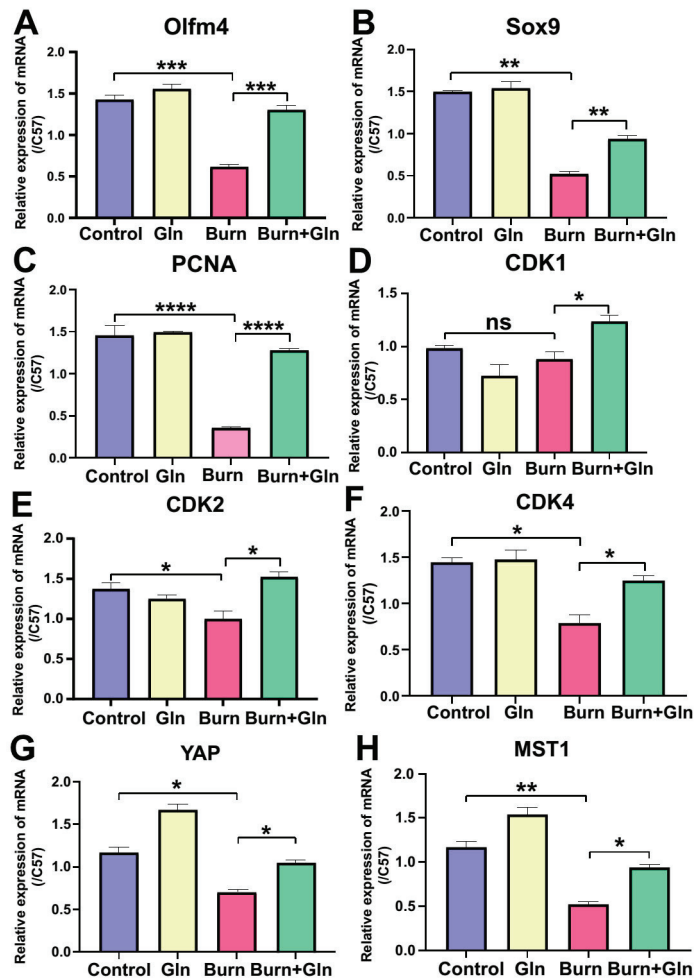 A
Olfm4
Relative expression of mRNA
(/C57)
2.0
1.5
1.0
0.5
0.0
***
***
Control Gln Burn Burn+Gln
B
Sox9
Relative expression of mRNA
(/C57)
2.0
1.5
1.0
0.5
0.0
**
**
Control Gln Burn Burn+Gln
C
PCNA
Relative expression of mRNA
(/C57)
2.0
1.5
1.0
0.5
0.0
****
****
Control Gln Burn Burn+Gln
D
CDK1
Relative expression of mRNA
(/C57)
1.5
1.0
0.5
0.0
ns
*
Control Gln Burn Burn+Gln
E
CDK2
Relative expression of mRNA
(/C57)
2.0
1.5
1.0
0.5
0.0
*
*
Control Gln Burn Burn+Gln
F
CDK4
Relative expression of mRNA
(/C57)
2.0
1.5
1.0
0.5
0.0
*
*
Control Gln Burn Burn+Gln
G
YAP
Relative expression of mRNA
(/C57)
2.0
1.5
1.0
0.5
0.0
*
*
Control Gln Burn Burn+Gln
H
MST1
Relative expression of mRNA
(/C57)
2.0
1.5
1.0
0.5
0.0
**
*
Control Gln Burn Burn+Gln